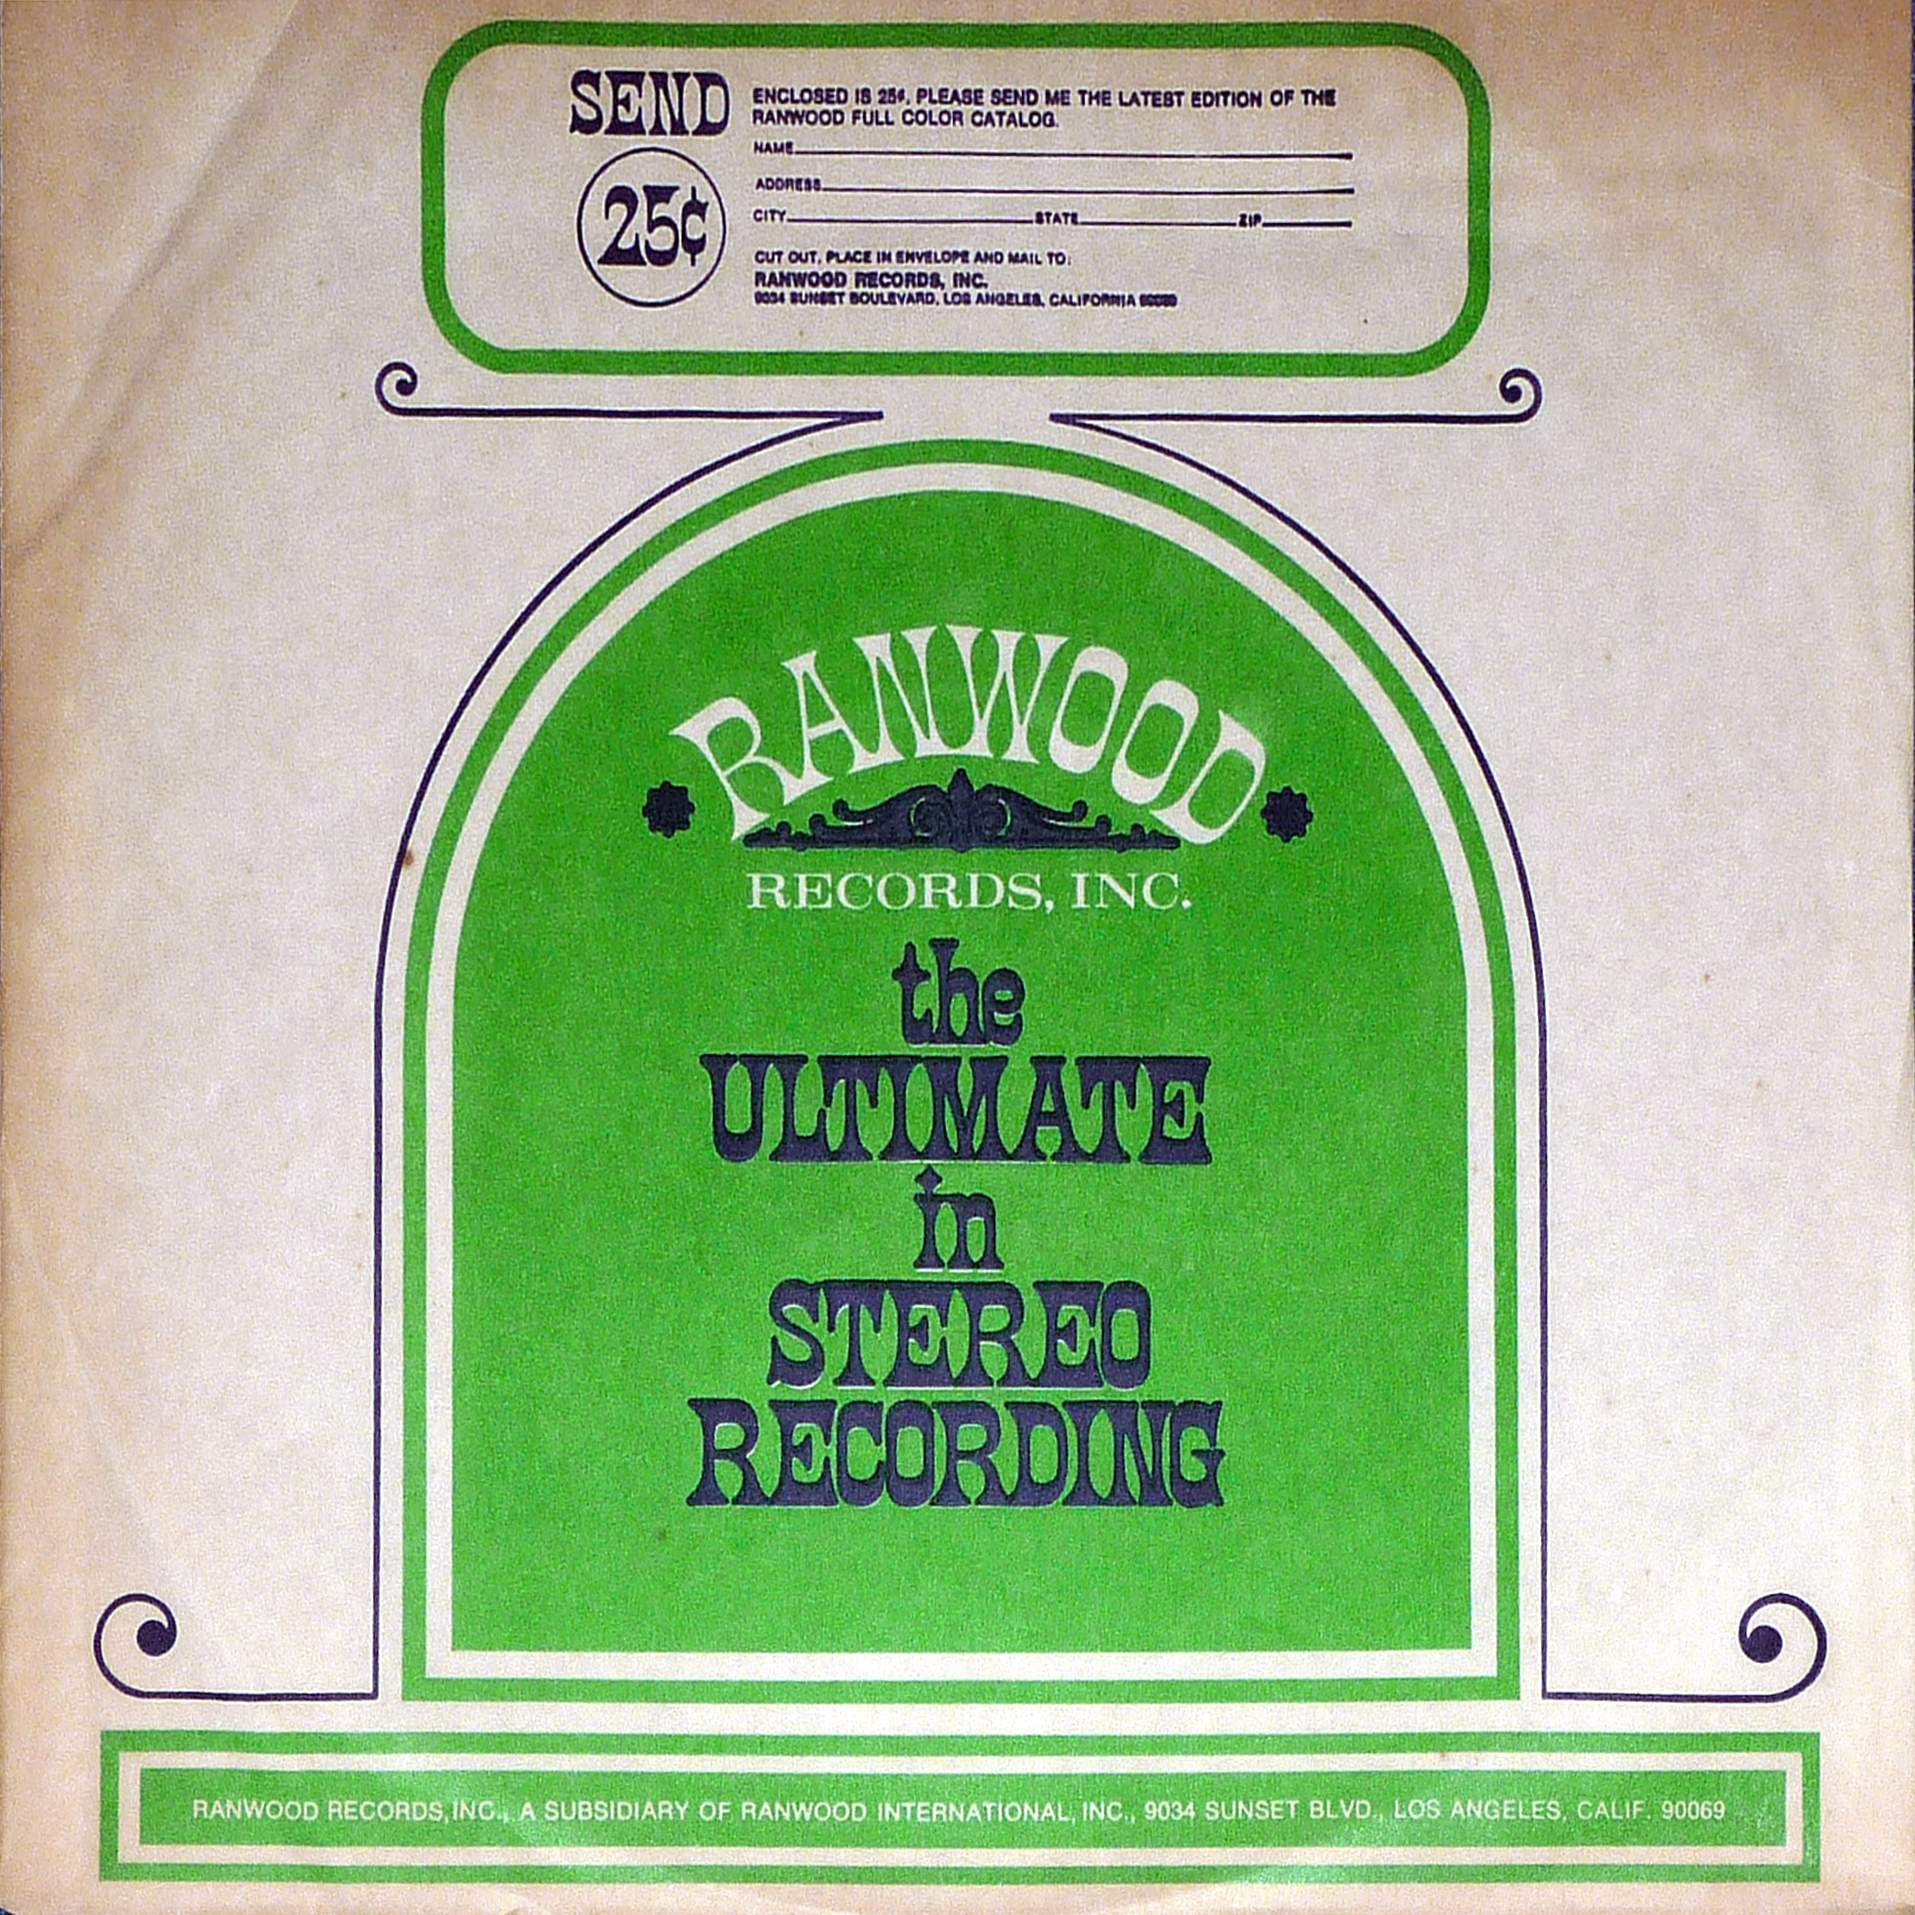 SEND
25¢
ENCLOSED IS 25¢. PLEASE SEND ME THE LATEST EDITION OF THE
RANWOOD FULL COLOR CATALOG.
NAME
ADDRESS
CITY STATE ZIP
CUT OUT, PLACE IN ENVELOPE AND MAIL TO:
RANWOOD RECORDS, INC.
9034 SUNSET BOULEVARD, LOS ANGELES, CALIFORNIA 90069
RANWOOD
RECORDS, INC.
the
ULTIMATE
in
STEREO
RECORDING
RANWOOD RECORDS, INC., A SUBSIDIARY OF RANWOOD INTERNATIONAL, INC., 9034 SUNSET BLVD., LOS ANGELES, CALIF. 90069